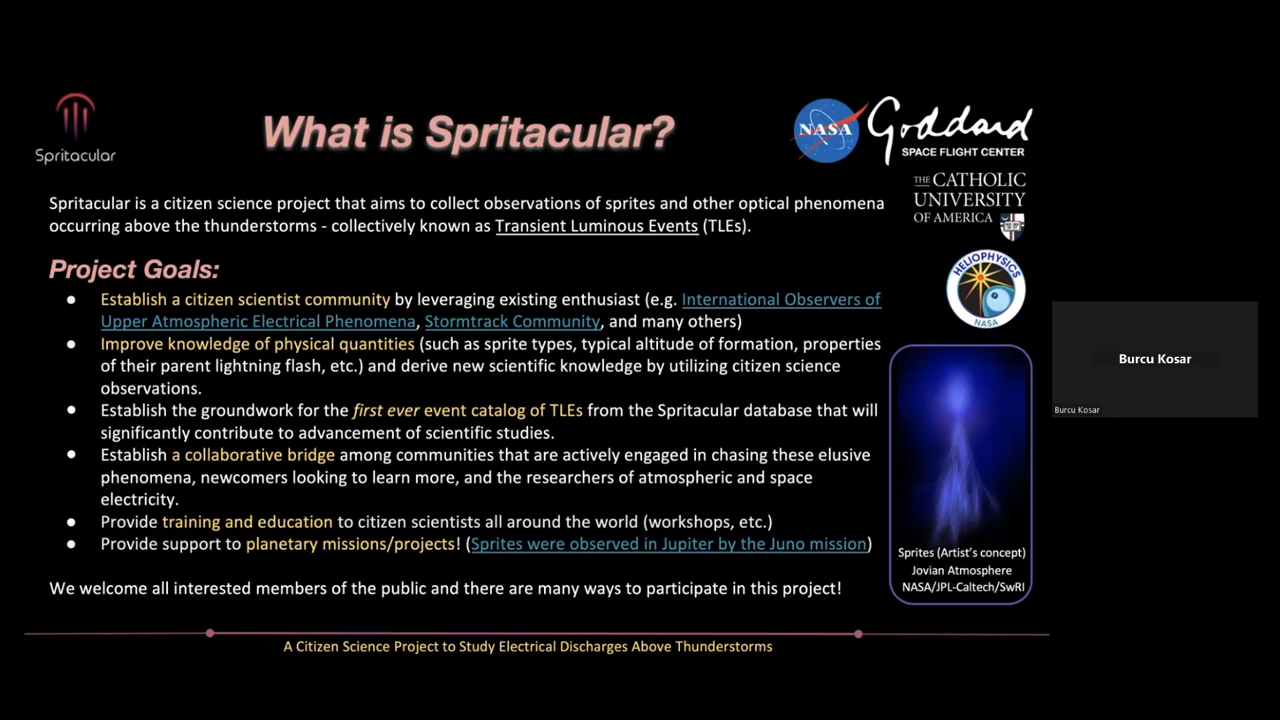 Spritacular
What is Spritacular?
NASA
Goddard
SPACE FLIGHT CENTER
THE CATHOLIC
UNIVERSITY
OF AMERICA
Spritacular is a citizen science project that aims to collect observations of sprites and other optical phenomena
occurring above the thunderstorms - collectively known as Transient Luminous Events (TLEs).
HELIOPHYSICS
NASA
Project Goals:
● Establish a citizen scientist community by leveraging existing enthusiast (e.g. International Observers of
Upper Atmospheric Electrical Phenomena, Stormtrack Community, and many others)
● Improve knowledge of physical quantities (such as sprite types, typical altitude of formation, properties
of their parent lightning flash, etc.) and derive new scientific knowledge by utilizing citizen science
observations.
● Establish the groundwork for the first ever event catalog of TLEs from the Spritacular database that will
significantly contribute to advancement of scientific studies.
● Establish a collaborative bridge among communities that are actively engaged in chasing these elusive
phenomena, newcomers looking to learn more, and the researchers of atmospheric and space
electricity.
● Provide training and education to citizen scientists all around the world (workshops, etc.)
● Provide support to planetary missions/projects! (Sprites were observed in Jupiter by the Juno mission)
We welcome all interested members of the public and there are many ways to participate in this project!
Sprites (Artist's concept)
Jovian Atmosphere
NASA/JPL-Caltech/SwRI
A Citizen Science Project to Study Electrical Discharges Above Thunderstorms
Burcu Kosar
Burcu Kosar